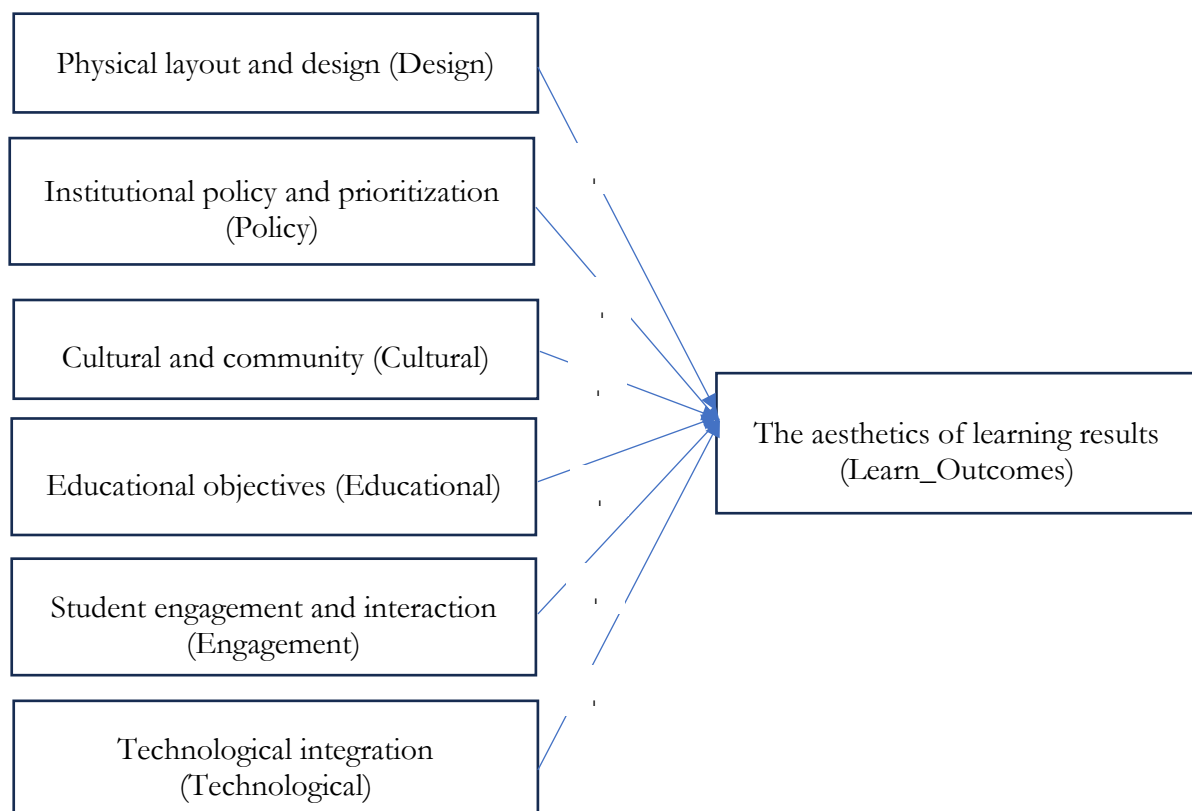 Physical layout and design (Design)
Institutional policy and prioritization
(Policy)
Cultural and community (Cultural)
Educational objectives (Educational)
Student engagement and interaction
(Engagement)
Technological integration
(Technological)
The aesthetics of learning results
(Learn_Outcomes)